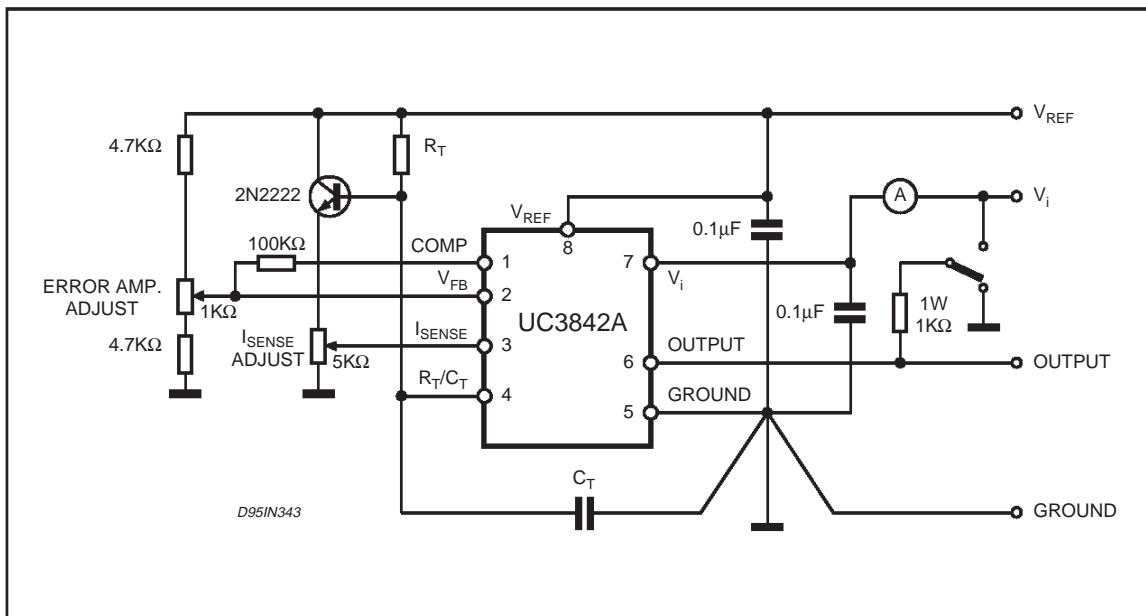 V_REF
4.7KΩ
R_T
2N2222
A
V_i
V_REF
8
0.1µF
100KΩ
COMP
1
7
V_i
ERROR AMP.
ADJUST
1KΩ
V_FB
2
UC3842A
0.1µF
1W
1KΩ
4.7KΩ
I_SENSE
ADJUST
5KΩ
I_SENSE
3
OUTPUT
6
OUTPUT
R_T/C_T
4
GROUND
5
C_T
D95IN343
GROUND